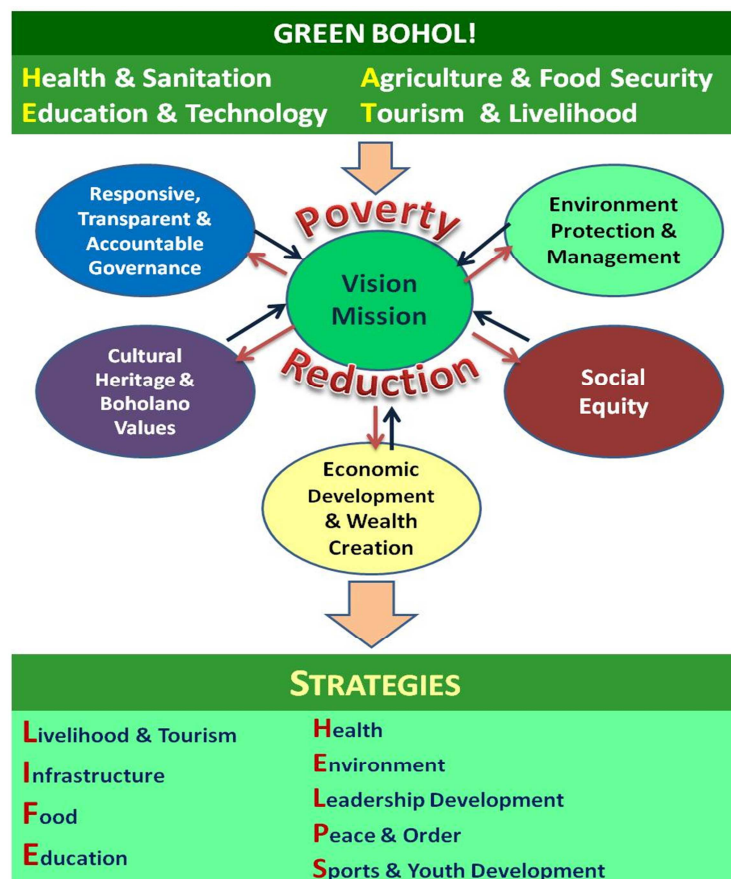 GREEN BOHOL!
Health & Sanitation
Education & Technology
Agriculture & Food Security
Tourism & Livelihood
Responsive,
Transparent &
Accountable
Governance
Poverty
Environment
Protection &
Management
Vision
Mission
Cultural
Heritage &
Boholano
Values
Reduction
Social
Equity
Economic
Development
& Wealth
Creation
STRATEGIES
Livelihood & Tourism
Infrastructure
Food
Education
Health
Environment
Leadership Development
Peace & Order
Sports & Youth Development